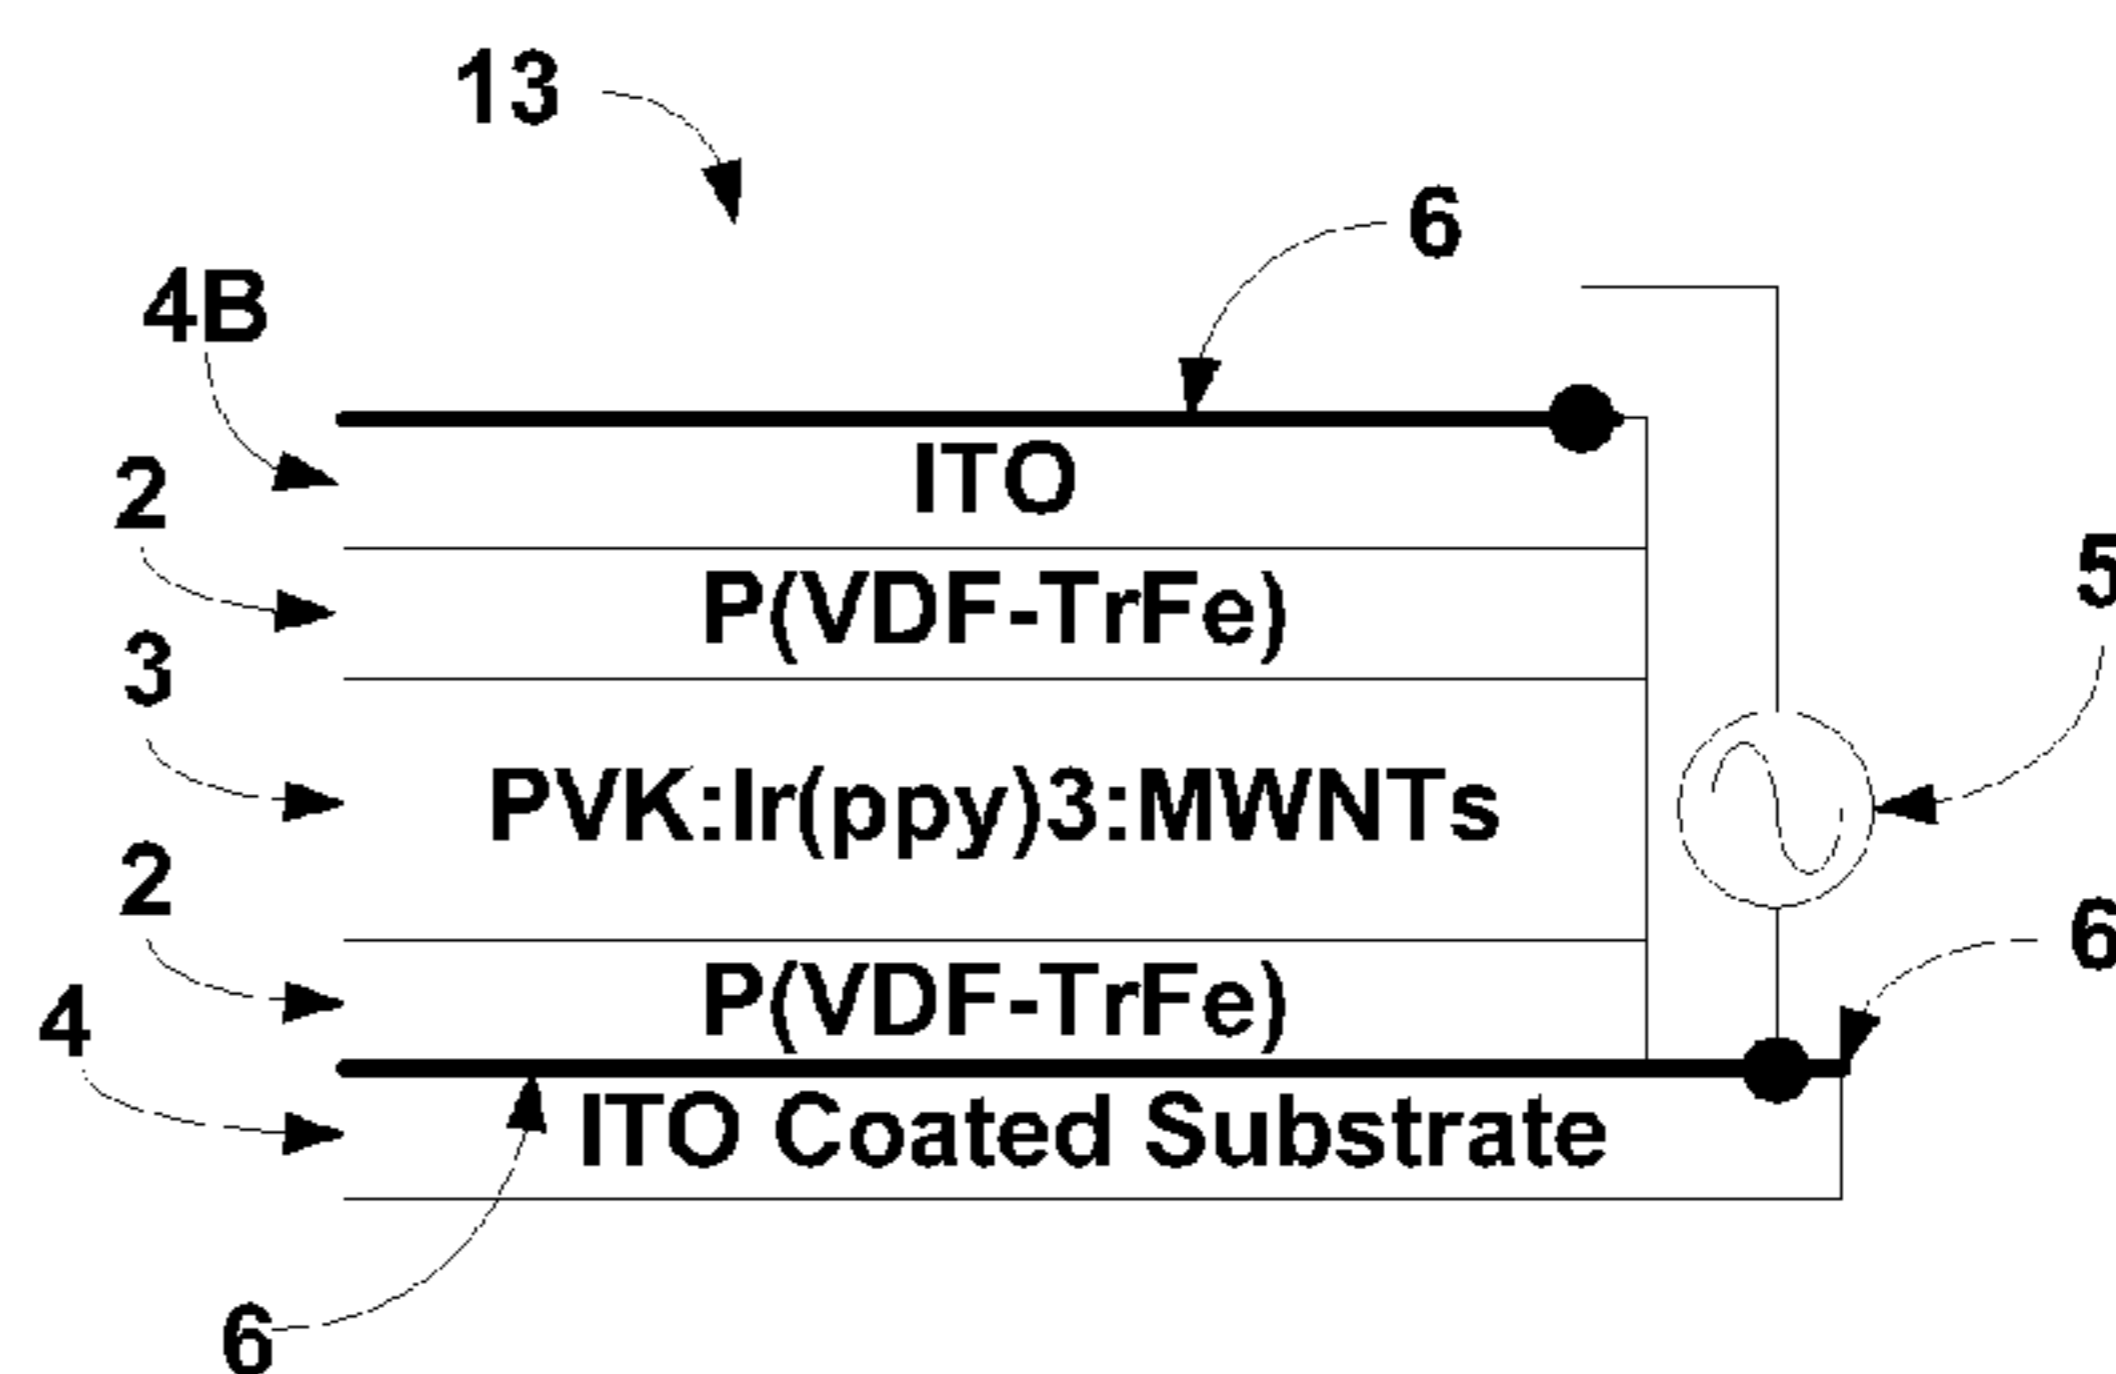 13
6
4B
ITO
2
P(VDF-TrFe)
5
3
PVK:Ir(ppy)3:MWNTs
2
6
P(VDF-TrFe)
4
ITO Coated Substrate
6